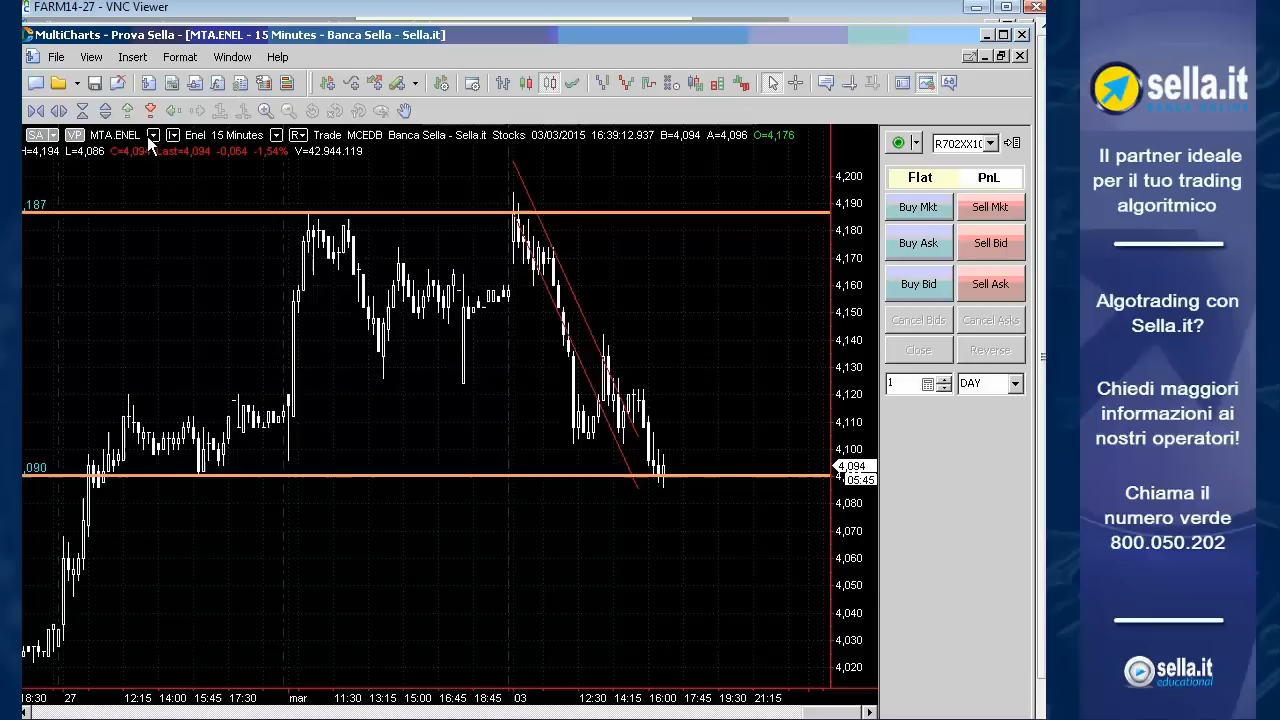 FARM14-27 - VNC Viewer
MultiCharts - Prova Sella - [MTA.ENEL - 15 Minutes - Banca Sella - Sella.it]
File View Insert Format Window Help
SA VP MTA.ENEL Enel 15 Minutes R Trade MCEDB Banca Sella - Sella.it Stocks 03/03/2015 16:39:12.937 B=4,094 A=4,096 O=4,176
H=4,194 L=4,086 C=4,094 Last=4,094 -0,064 -1,54% V=42.944.119
,187
,090
4,200
4,190
4,180
4,170
4,160
4,150
4,140
4,130
4,120
4,110
4,100
4,094
05:45
4,080
4,070
4,060
4,050
4,040
4,030
4,020
18:30 27 12:15 14:00 15:45 17:30 mar 11:30 13:15 15:00 16:45 18:40 03 12:30 14:15 16:00 17:45 19:30 21:15
R702XX10
Flat PnL
Buy Mkt Sell Mkt
Buy Ask Sell Bid
Buy Bid Sell Ask
Cancel Bids Cancel Asks
Close Reverse
1 DAY
sella.it
BANCA ONLINE
Il partner ideale
per il tuo trading
algoritmico
Algotrading con
Sella.it?
Chiedi maggiori
informazioni ai
nostri operatori!
Chiama il
numero verde
800.050.202
sella.it
educational